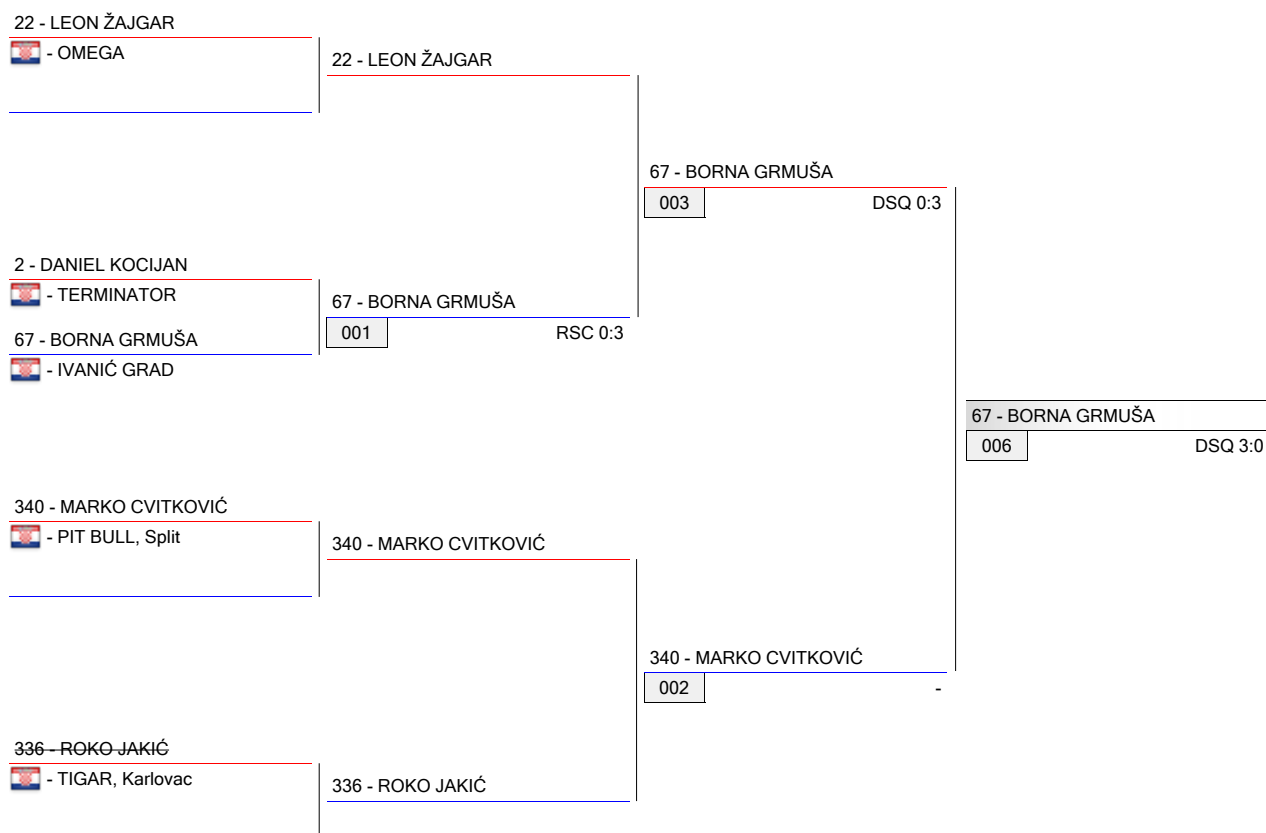 22 - LEON ŽAJGAR
- OMEGA
22 - LEON ŽAJGAR
67 - BORNA GRMUŠA
003 DSQ 0:3
2 - DANIEL KOCIJAN
- TERMINATOR
67 - BORNA GRMUŠA
001 RSC 0:3
67 - BORNA GRMUŠA
- IVANIĆ GRAD
67 - BORNA GRMUŠA
006 DSQ 3:0
340 - MARKO CVITKOVIĆ
- PIT BULL, Split
340 - MARKO CVITKOVIĆ
340 - MARKO CVITKOVIĆ
002 -
336 - ROKO JAKIĆ
- TIGAR, Karlovac
336 - ROKO JAKIĆ